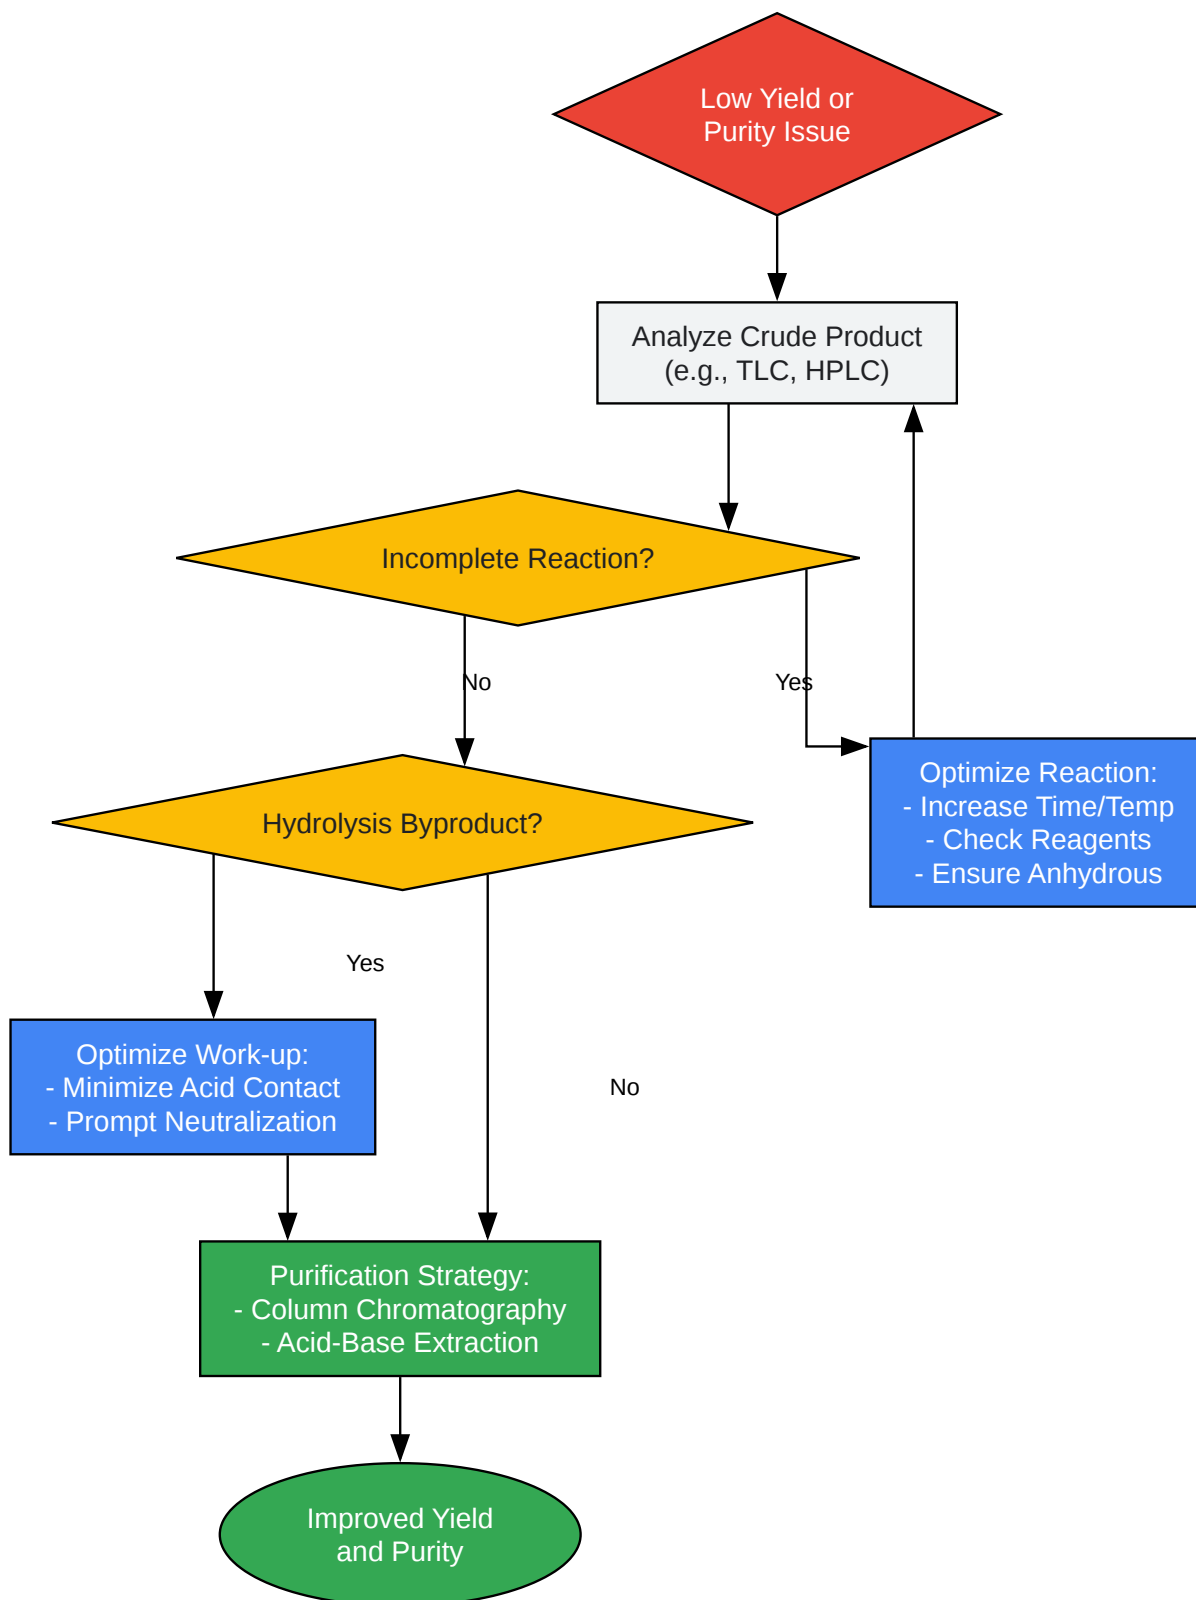 Low Yield or
Purity Issue
Analyze Crude Product
(e.g., TLC, HPLC)
Incomplete Reaction?
No
Yes
Optimize Reaction:
- Increase Time/Temp
- Check Reagents
- Ensure Anhydrous
Hydrolysis Byproduct?
Yes
No
Optimize Work-up:
- Minimize Acid Contact
- Prompt Neutralization
Purification Strategy:
- Column Chromatography
- Acid-Base Extraction
Improved Yield
and Purity